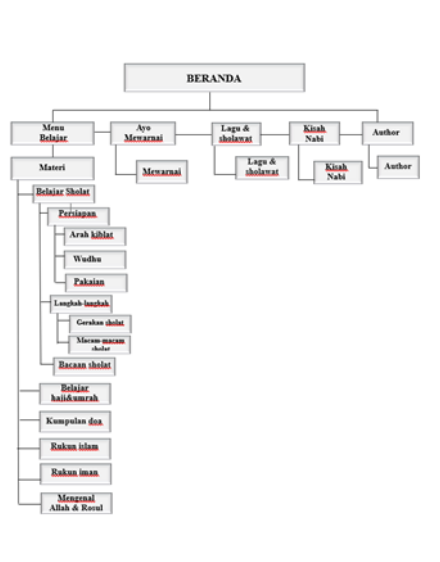 BERANDA
Menu
Belajar
Ayo
Mewarnai
Lagu &
sholawat
Kisah
Nabi
Author
Materi
Mewarnai
Lagu &
sholawat
Kisah
Nabi
Author
Belajar Sholat
Persiapan
Arah kiblat
Wudhu
Pakaian
Langkah-langkah
Gerakan sholat
Macam-macam
sholat
Bacaan sholat
Belajar
haji&umrah
Kumpulan doa
Rukun islam
Rukun iman
Mengenal
Allah & Rosul